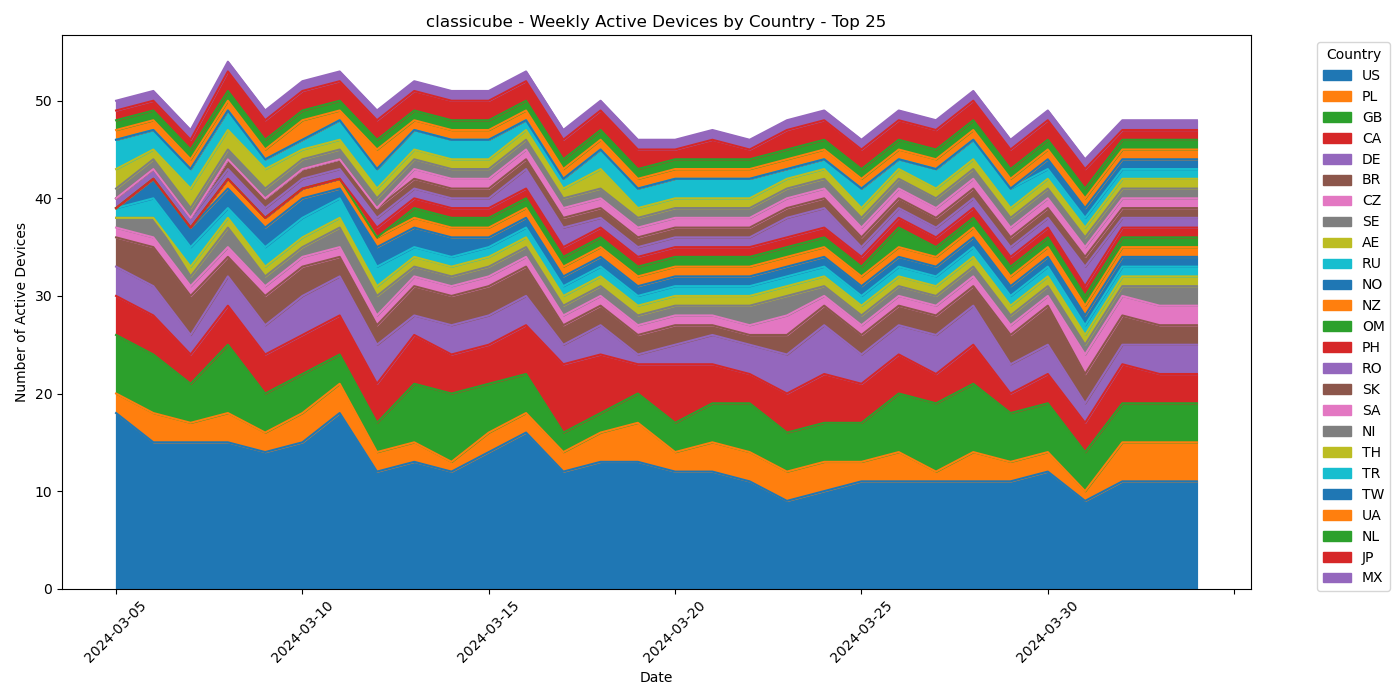 classicube - Weekly Active Devices by Country - Top 25
Number of Active Devices
50
40
30
20
10
0
2024-03-05
2024-03-10
2024-03-15
2024-03-20
2024-03-25
2024-03-30
Date
Country
US
PL
GB
CA
DE
BR
CZ
SE
AE
RU
NO
NZ
OM
PH
RO
SK
SA
NI
TH
TR
TW
UA
NL
JP
MX